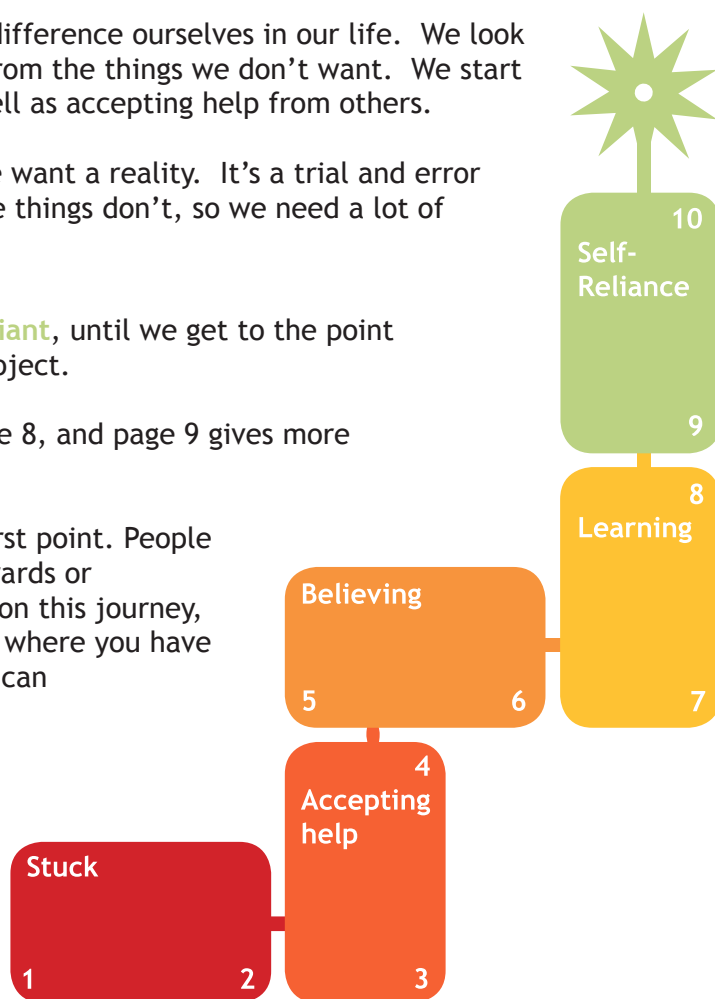 difference ourselves in our life. We look
from the things we don't want. We start
ell as accepting help from others.
want a reality. It's a trial and error
things don't, so we need a lot of
iant, until we get to the point
ject.
e 8, and page 9 gives more
rst point. People
ards or
on this journey,
where you have
can
10
Self-
Reliance
9
8
Learning
7
Believing
5 6
4
Accepting
help
3
Stuck
1 2